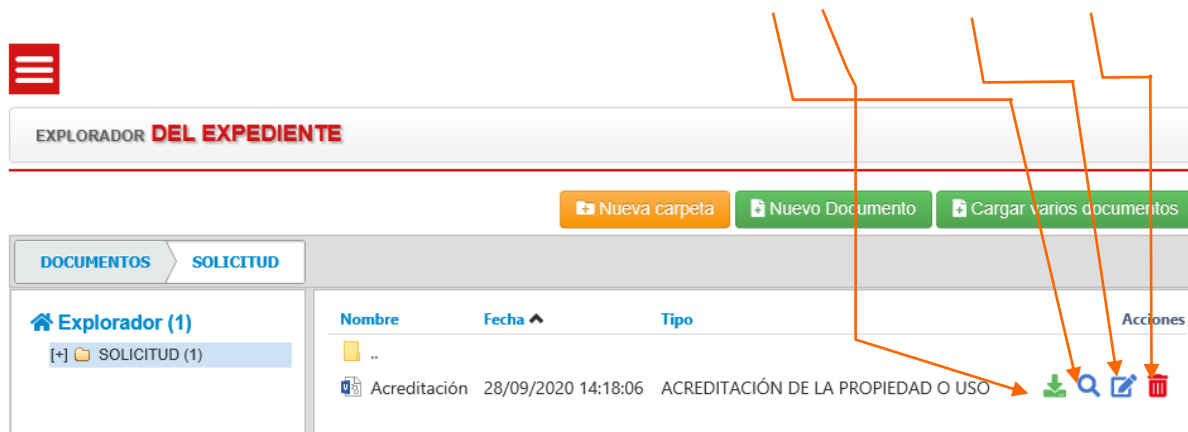 EXPLORADOR DEL EXPEDIENTE
Nueva carpeta Nuevo Documento Cargar varios documentos
DOCUMENTOS SOLICITUD
Explorador (1)
[+] SOLICITUD (1)
Nombre Fecha Tipo Acciones
..
Acreditación 28/09/2020 14:18:06 ACREDITACIÓN DE LA PROPIEDAD O USO